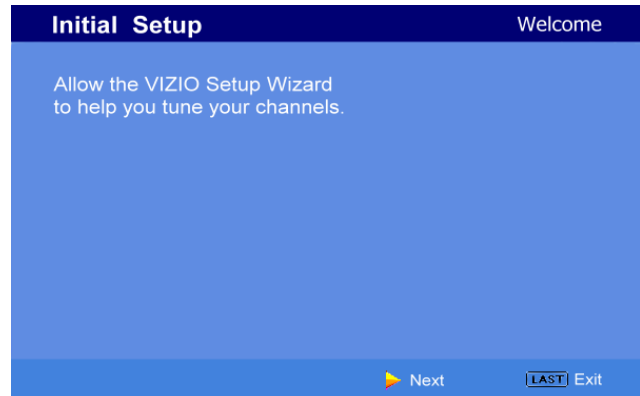 Initial Setup
Welcome
Allow the VIZIO Setup Wizard
to help you tune your channels.
Next
LAST Exit